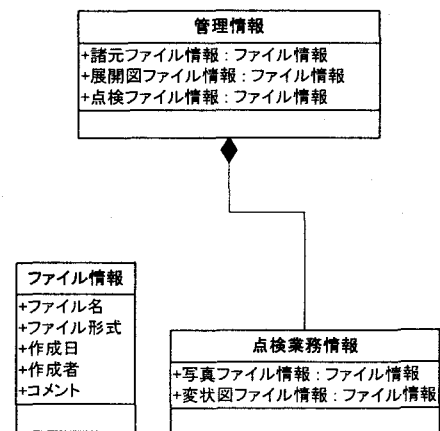 管理情報
+諸元ファイル情報 : ファイル情報
+展開図ファイル情報 : ファイル情報
+点検ファイル情報 : ファイル情報
ファイル情報
+ファイル名
+ファイル形式
+作成日
+作成者
+コメント
点検業務情報
+写真ファイル情報 : ファイル情報
+変状図ファイル情報 : ファイル情報